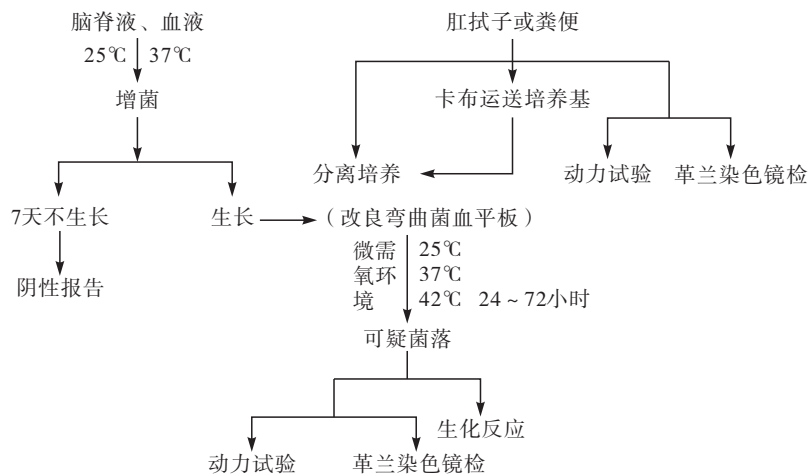 脑脊液、血液
肛拭子或粪便
25℃ 37℃
增菌
卡布运送培养基
分离培养
动力试验
革兰染色镜检
7天不生长
生长
（改良弯曲菌血平板）
微需 25℃
氧环 37℃
境 42℃ 24～72小时
阴性报告
可疑菌落
生化反应
动力试验
革兰染色镜检